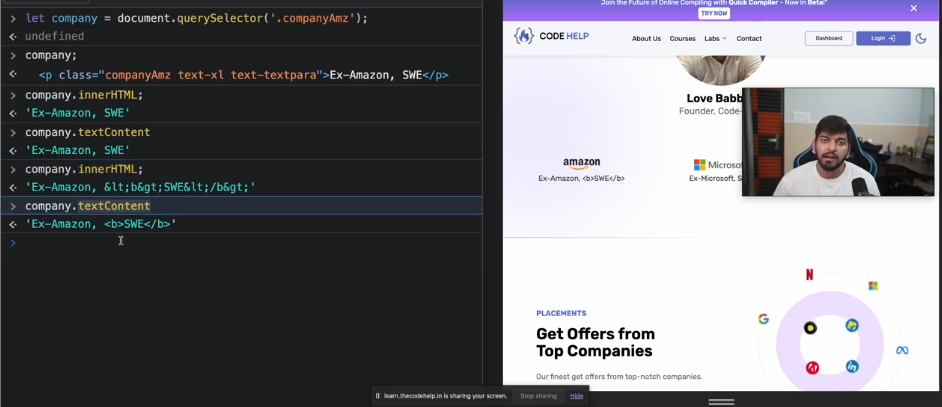 let company = document.querySelector('.companyAmz');
undefined
company;
<p class="companyAmz text-xl text-textpara">Ex-Amazon, SWE</p>
company.innerHTML;
'Ex-Amazon, SWE'
company.textContent
'Ex-Amazon, SWE'
company.innerHTML;
'Ex-Amazon, &lt;b&gt;SWE&lt;/b&gt;'
company.textContent
'Ex-Amazon, <b>SWE</b>'
Join the Future of Online Compiling with Quick Compiler - Now in Beta!"
TRY NOW
CODE HELP
About Us
Courses
Labs
Contact
Dashboard
Login
Love Babb
Founder, Code-
amazon
Ex-Amazon, <b>SWE</b>
Microso
Ex-Microsoft, S
PLACEMENTS
Get Offers from
Top Companies
Our finest get offers from top-notch companies.
learn.thecodehelp.in is sharing your screen.
Stop sharing
Hide